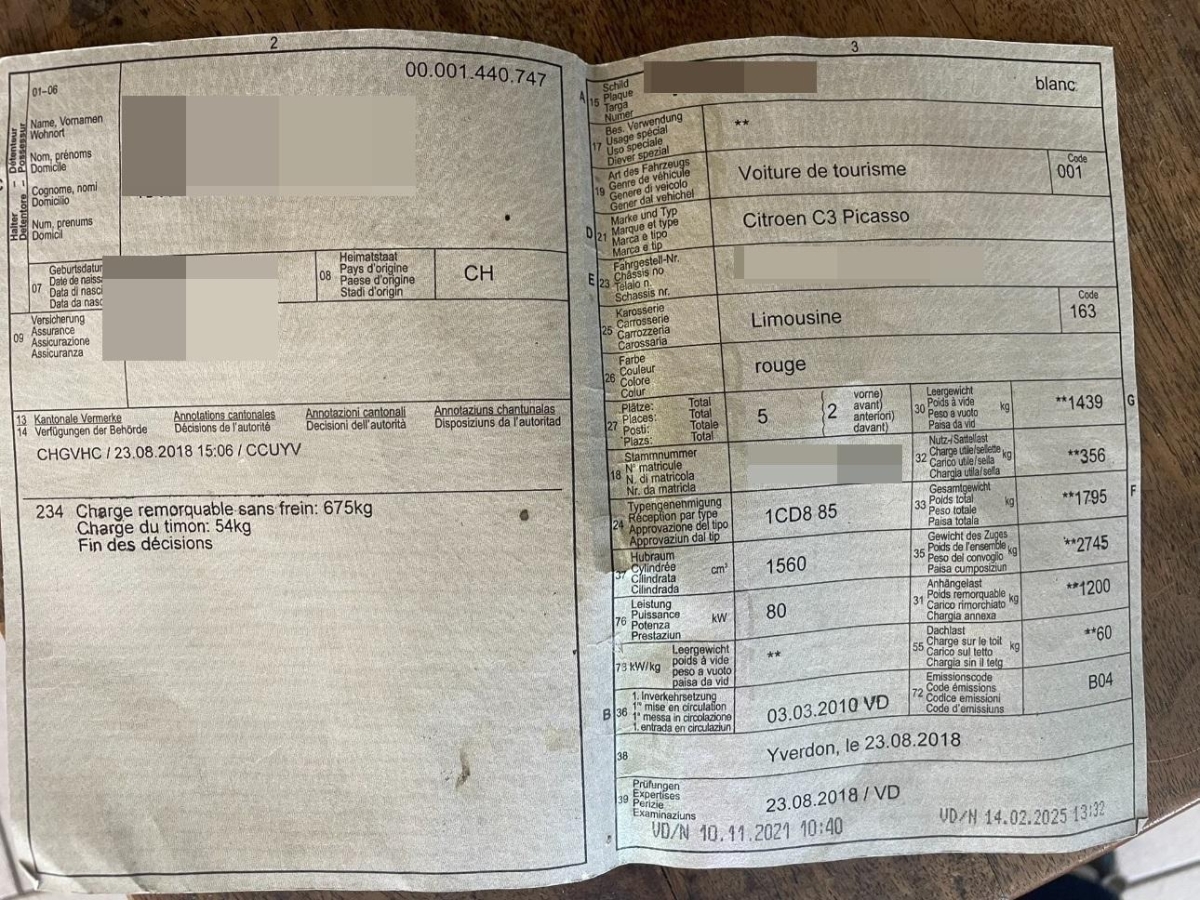 2
00.001.440.747
01-06
Halter – Détenteur
Detentore – Possessur
Name, Vornamen
Wohnort
Nom, prénoms
Domicile
Cognome, nomi
Domicilio
Num, prenums
Domicil
07
Geburtsdatum
Date de naiss
Data di nasc
Data da nasc
08
Heimatstaat
Pays d'origine
Paese d'origine
Stadi d'origin
CH
09
Versicherung
Assurance
Assicurazione
Assicuranza
13 Kantonale Vermerke
14 Verfügungen der Behörde
Annotations cantonales
Décisions de l'autorité
Annotazioni cantonali
Decisioni dell'autorità
Annotaziuns chantunalas
Disposiziuns da l'autoritad
CHGVHC / 23.08.2018 15:06 / CCUYV
234 Charge remorquable sans frein: 675kg
Charge du timon: 54kg
Fin des décisions
3
A 15
Schild
Plaque
Targa
Numer
blanc
17
Bes. Verwendung
Usage spécial
Uso speciale
Diever spezial
**
19
Art des Fahrzeugs
Genre de véhicule
Genere di veicolo
Gener dal vehichel
Voiture de tourisme
Code
001
D 21
Marke und Typ
Marque et type
Marca e tipo
Marca e tip
Citroen C3 Picasso
E 23
Fahrgestell-Nr.
Châssis no
Telaio n.
Schassis nr.
25
Karosserie
Carrosserie
Carrozzeria
Carossaria
Limousine
Code
163
26
Farbe
Couleur
Colore
Colur
rouge
27
Plätze: Total
Places: Total
Posti: Totale
Plazs: Total
5
2
vorne)
avant)
anteriori)
davant)
30
Leergewicht
Poids à vide
Peso a vuoto
Paisa da vid
kg
**1439
G
18
Stammnummer
N° matricule
N. di matricola
Nr. da matricla
32
Nutz-/Sattellast
Charge utile/sellette
Carico utile/sella
Chargia utila/sella
kg
**356
24
Typengenehmigung
Réception par type
Approvazione del tipo
Approvaziun dal tip
1CD8 85
33
Gesamtgewicht
Poids total
Peso totale
Paisa totala
kg
**1795
F
37
Hubraum
Cylindrée
Cilindrata
Cilindrada
cm³
1560
35
Gewicht des Zuges
Poids de l'ensemble
Peso del convoglio
Paisa cumposiziun
kg
**2745
76
Leistung
Puissance
Potenza
Prestaziun
kW
80
31
Anhängelast
Poids remorquable
Carico rimorchiato
Chargia annexa
kg
**1200
78 kW/kg
Leergewicht
poids à vide
peso a vuoto
paisa da vid
**
55
Dachlast
Charge sur le toit
Carico sul tetto
Chargia sin il tetg
kg
**60
B 36
1. Inverkehrsetzung
1re mise en circulation
1a messa in circolazione
1. entrada en circulaziun
03.03.2010 VD
72
Emissionscode
Code émissions
Codice emissioni
Code d'emissiuns
B04
38
Yverdon, le 23.08.2018
39
Prüfungen
Expertises
Perizie
Examinaziuns
23.08.2018 / VD
VD/N 10.11.2021 10:40
VD/N 14.02.2025 13:32